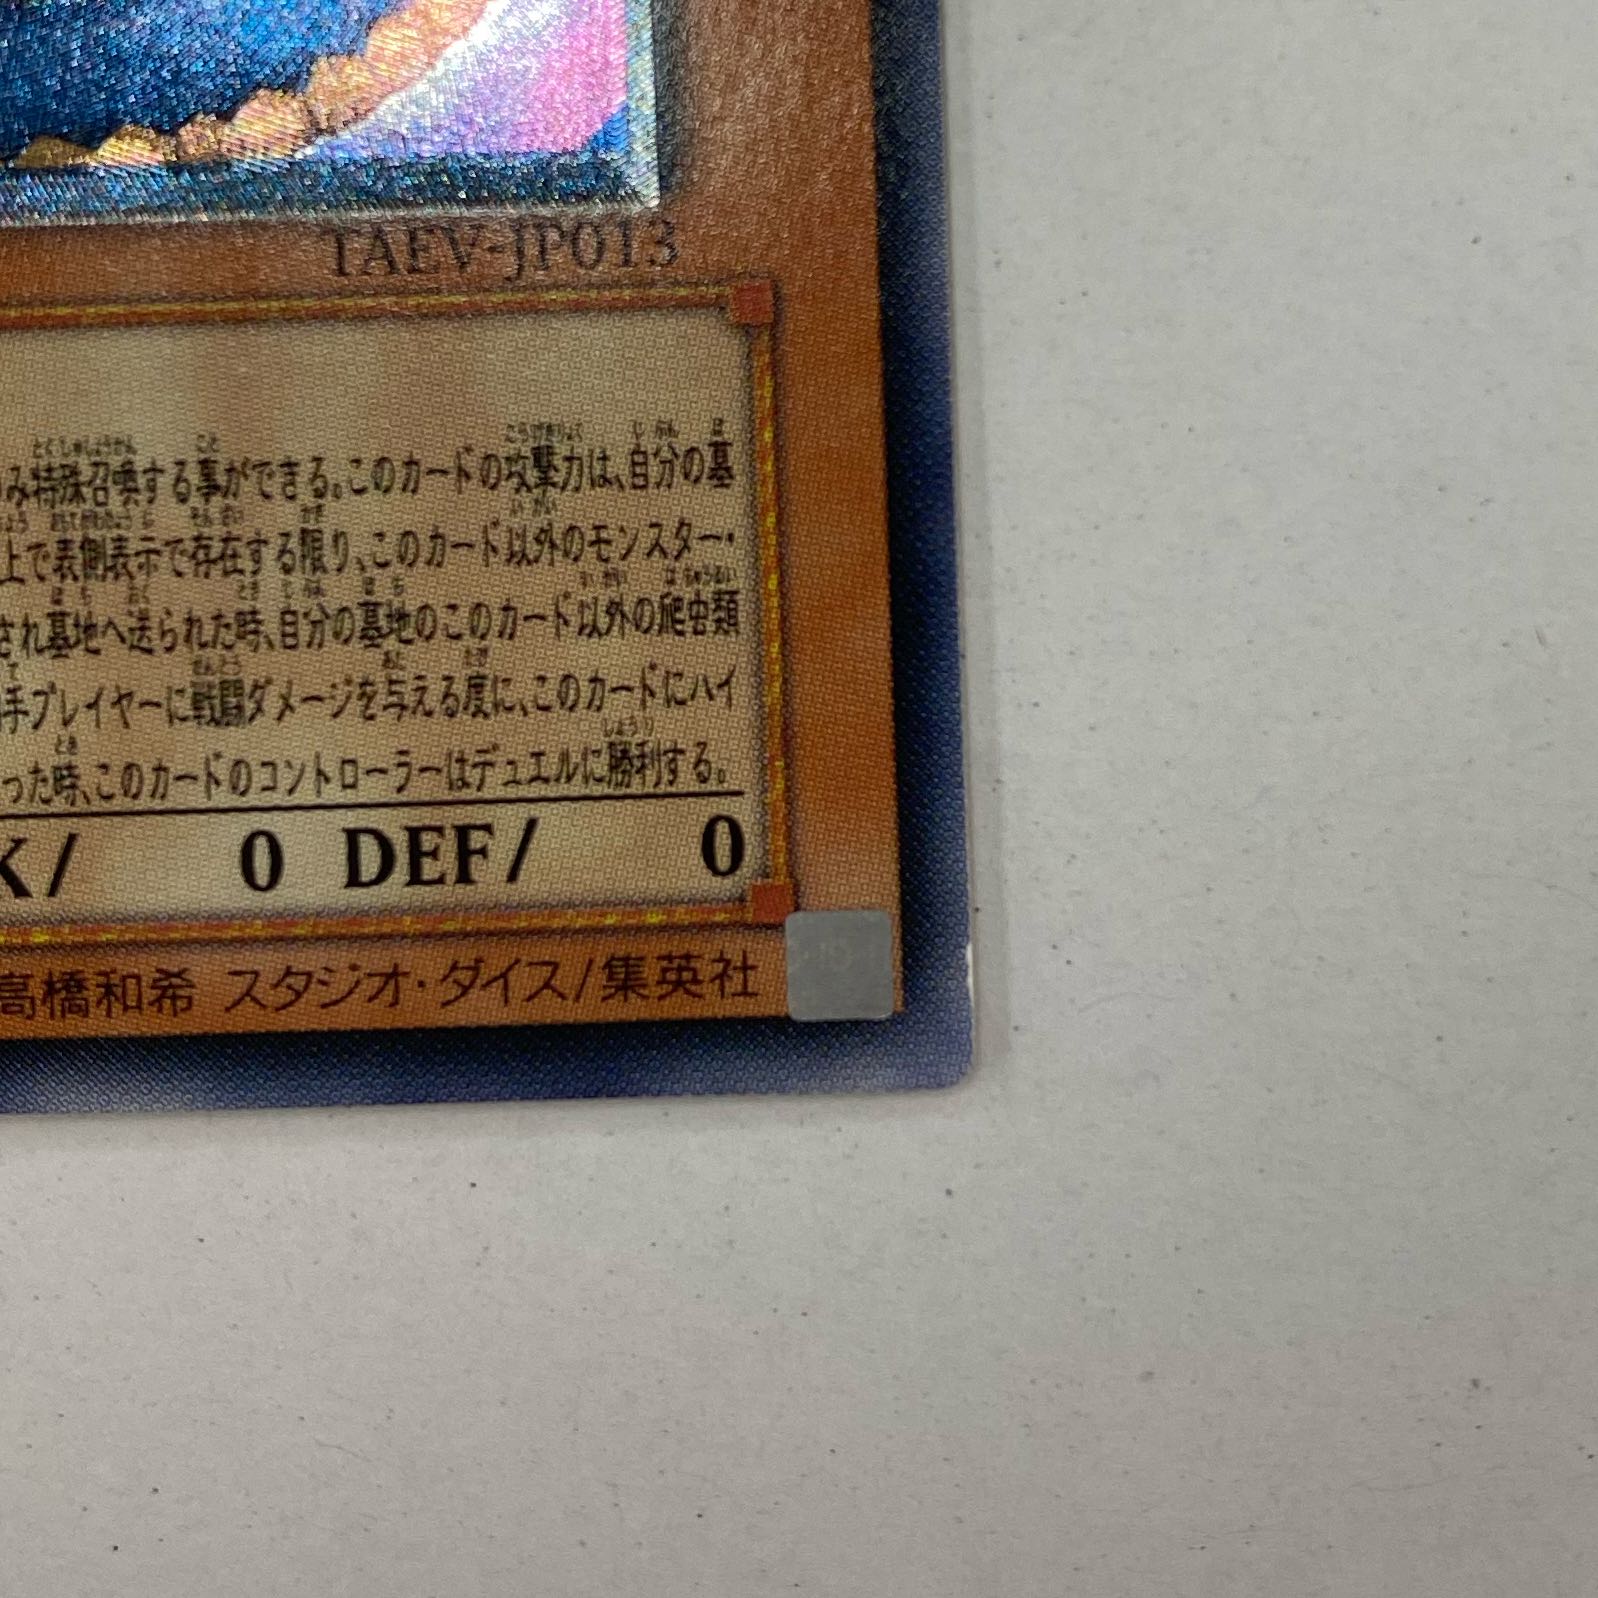 TAEV-JP013
み特殊召喚する事ができる。このカードの攻撃力は、自分の墓
上で表側表示で存在する限り、このカード以外のモンスター・
され墓地へ送られた時、自分の墓地のこのカード以外の爬虫類
手プレイヤーに戦闘ダメージを与える度に、このカードにハイ
った時、このカードのコントローラーはデュエルに勝利する。
K/ 0 DEF/ 0
高橋和希 スタジオ・ダイス/集英社